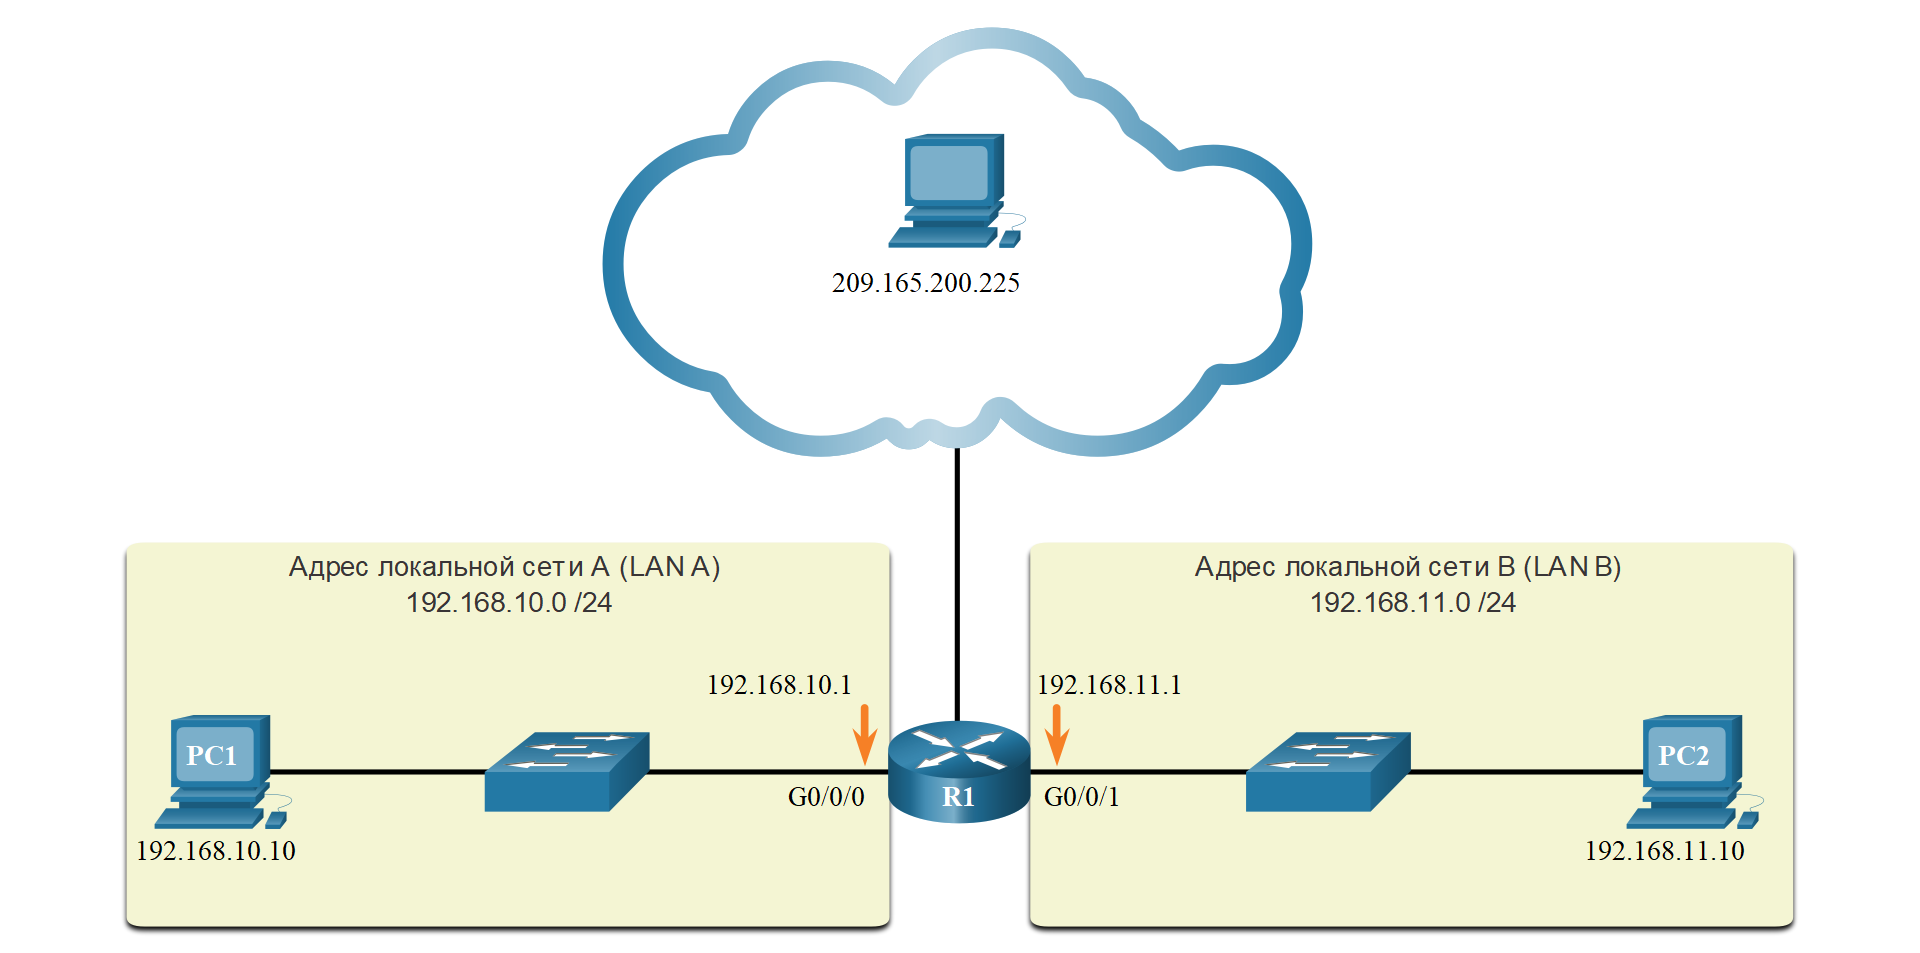 209.165.200.225
Адрес локальной сети A (LAN A)
192.168.10.0 /24
Адрес локальной сети B (LAN B)
192.168.11.0 /24
192.168.10.1
192.168.11.1
PC1
PC2
G0/0/0
R1
G0/0/1
192.168.10.10
192.168.11.10